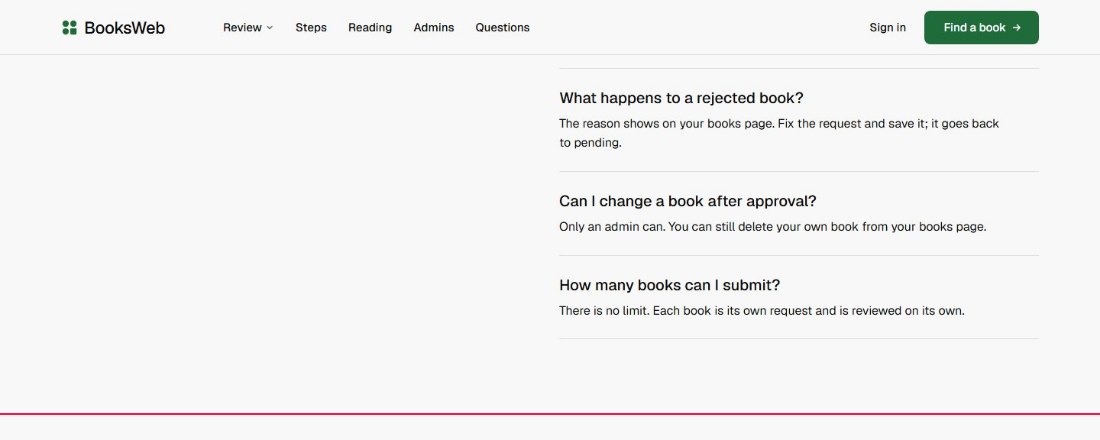 BooksWeb
Review
Steps
Reading
Admins
Questions
Sign in
Find a book →
What happens to a rejected book?
The reason shows on your books page. Fix the request and save it; it goes back
to pending.
Can I change a book after approval?
Only an admin can. You can still delete your own book from your books page.
How many books can I submit?
There is no limit. Each book is its own request and is reviewed on its own.